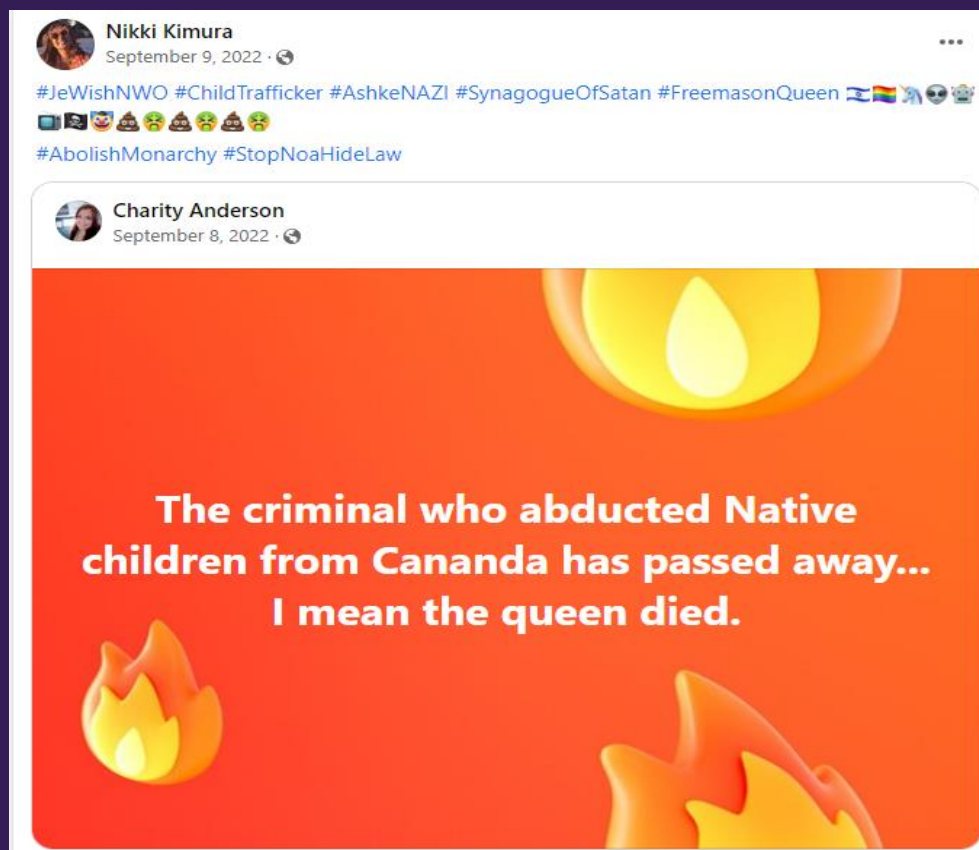 Nikki Kimura
September 9, 2022 ·
#JeWishNWO #ChildTrafficker #AshkeNAZI #SynagogueOfSatan #FreemasonQueen 🇮🇱🏳️‍🌈🦄👽🤖
📺🏴‍☠️🤡💩🤮💩🤮💩🤮
#AbolishMonarchy #StopNoaHideLaw
Charity Anderson
September 8, 2022 ·
The criminal who abducted Native
children from Cananda has passed away...
I mean the queen died.